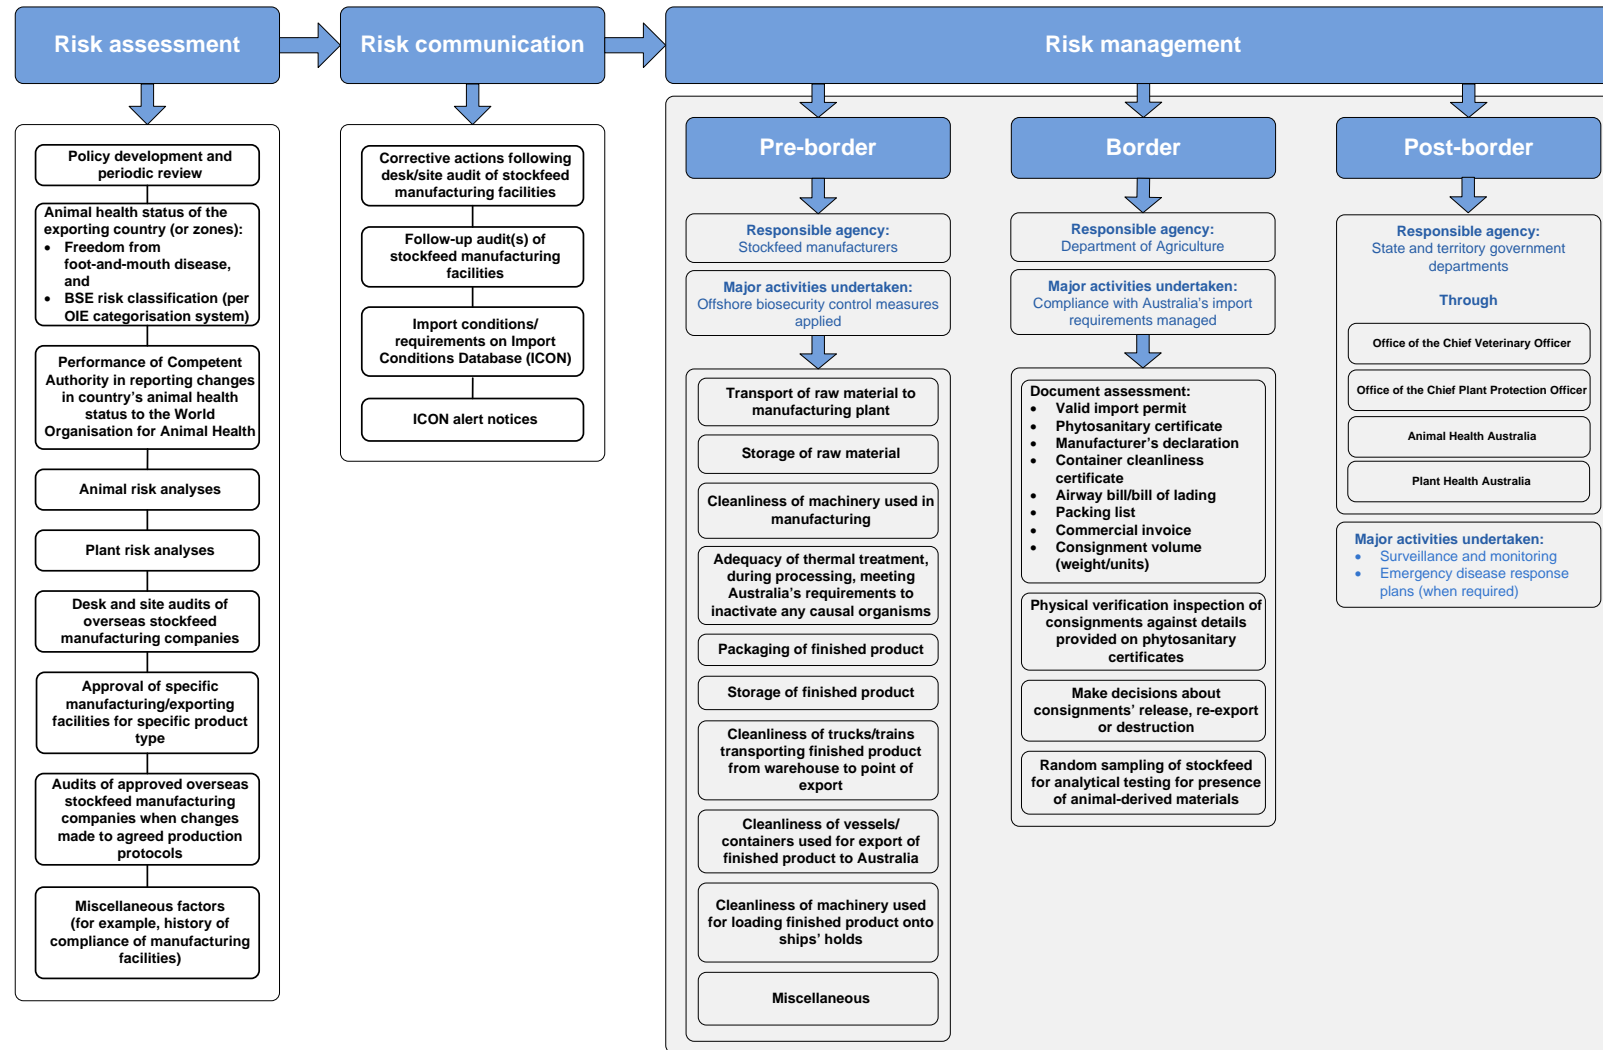 Risk assessment
Risk communication
Risk management
Policy development and
periodic review
Animal health status of the
exporting country (or zones):
• Freedom from
foot-and-mouth disease,
and
• BSE risk classification (per
OIE categorisation system)
Performance of Competent
Authority in reporting changes
in country’s animal health
status to the World
Organisation for Animal Health
Animal risk analyses
Plant risk analyses
Desk and site audits of
overseas stockfeed
manufacturing companies
Approval of specific
manufacturing/exporting
facilities for specific product
type
Audits of approved overseas
stockfeed manufacturing
companies when changes
made to agreed production
protocols
Miscellaneous factors
(for example, history of
compliance of manufacturing
facilities)
Corrective actions following
desk/site audit of stockfeed
manufacturing facilities
Follow-up audit(s) of
stockfeed manufacturing
facilities
Import conditions/
requirements on Import
Conditions Database (ICON)
ICON alert notices
Pre-border
Responsible agency:
Stockfeed manufacturers
Major activities undertaken:
Offshore biosecurity control measures
applied
Transport of raw material to
manufacturing plant
Storage of raw material
Cleanliness of machinery used in
manufacturing
Adequacy of thermal treatment,
during processing, meeting
Australia’s requirements to
inactivate any causal organisms
Packaging of finished product
Storage of finished product
Cleanliness of trucks/trains
transporting finished product
from warehouse to point of
export
Cleanliness of vessels/
containers used for export of
finished product to Australia
Cleanliness of machinery used
for loading finished product onto
ships’ holds
Miscellaneous
Border
Responsible agency:
Department of Agriculture
Major activities undertaken:
Compliance with Australia’s import
requirements managed
Document assessment:
• Valid import permit
• Phytosanitary certificate
• Manufacturer’s declaration
• Container cleanliness
certificate
• Airway bill/bill of lading
• Packing list
• Commercial invoice
• Consignment volume
(weight/units)
Physical verification inspection of
consignments against details
provided on phytosanitary
certificates
Make decisions about
consignments’ release, re-export
or destruction
Random sampling of stockfeed
for analytical testing for presence
of animal-derived materials
Post-border
Responsible agency:
State and territory government
departments
Through
Office of the Chief Veterinary Officer
Office of the Chief Plant Protection Officer
Animal Health Australia
Plant Health Australia
Major activities undertaken:
• Surveillance and monitoring
• Emergency disease response
plans (when required)